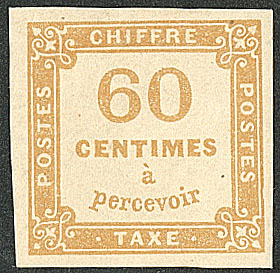 CHIFFRE
POSTES
60
CENTIMES
à
percevoir
POSTES
· TAXE ·